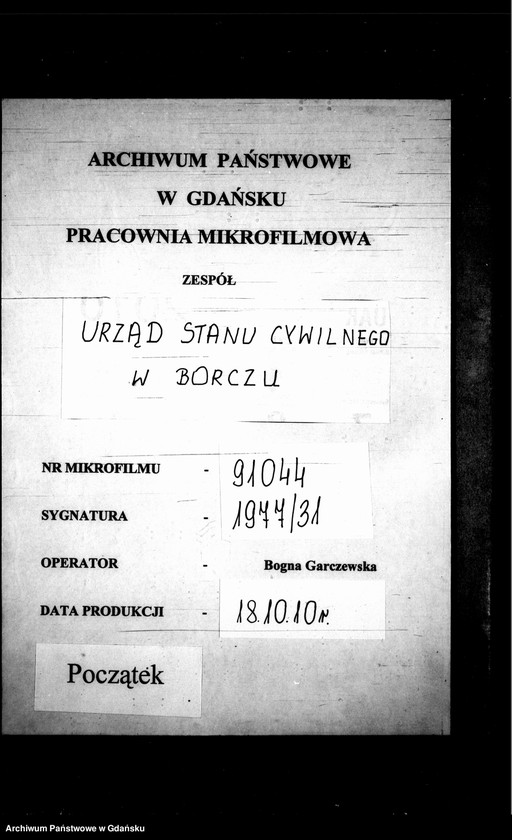 ARCHIWUM PAŃSTWOWE
W GDAŃSKU
PRACOWNIA MIKROFILMOWA
ZESPÓŁ
URZĄD STANU CYWILNEGO
W BORCZU
NR MIKROFILMU - 91044
SYGNATURA - 1977/31
OPERATOR - Bogna Garczewska
DATA PRODUKCJI - 18.10.10r.
Początek
Archiwum Państwowe w Gdańsku